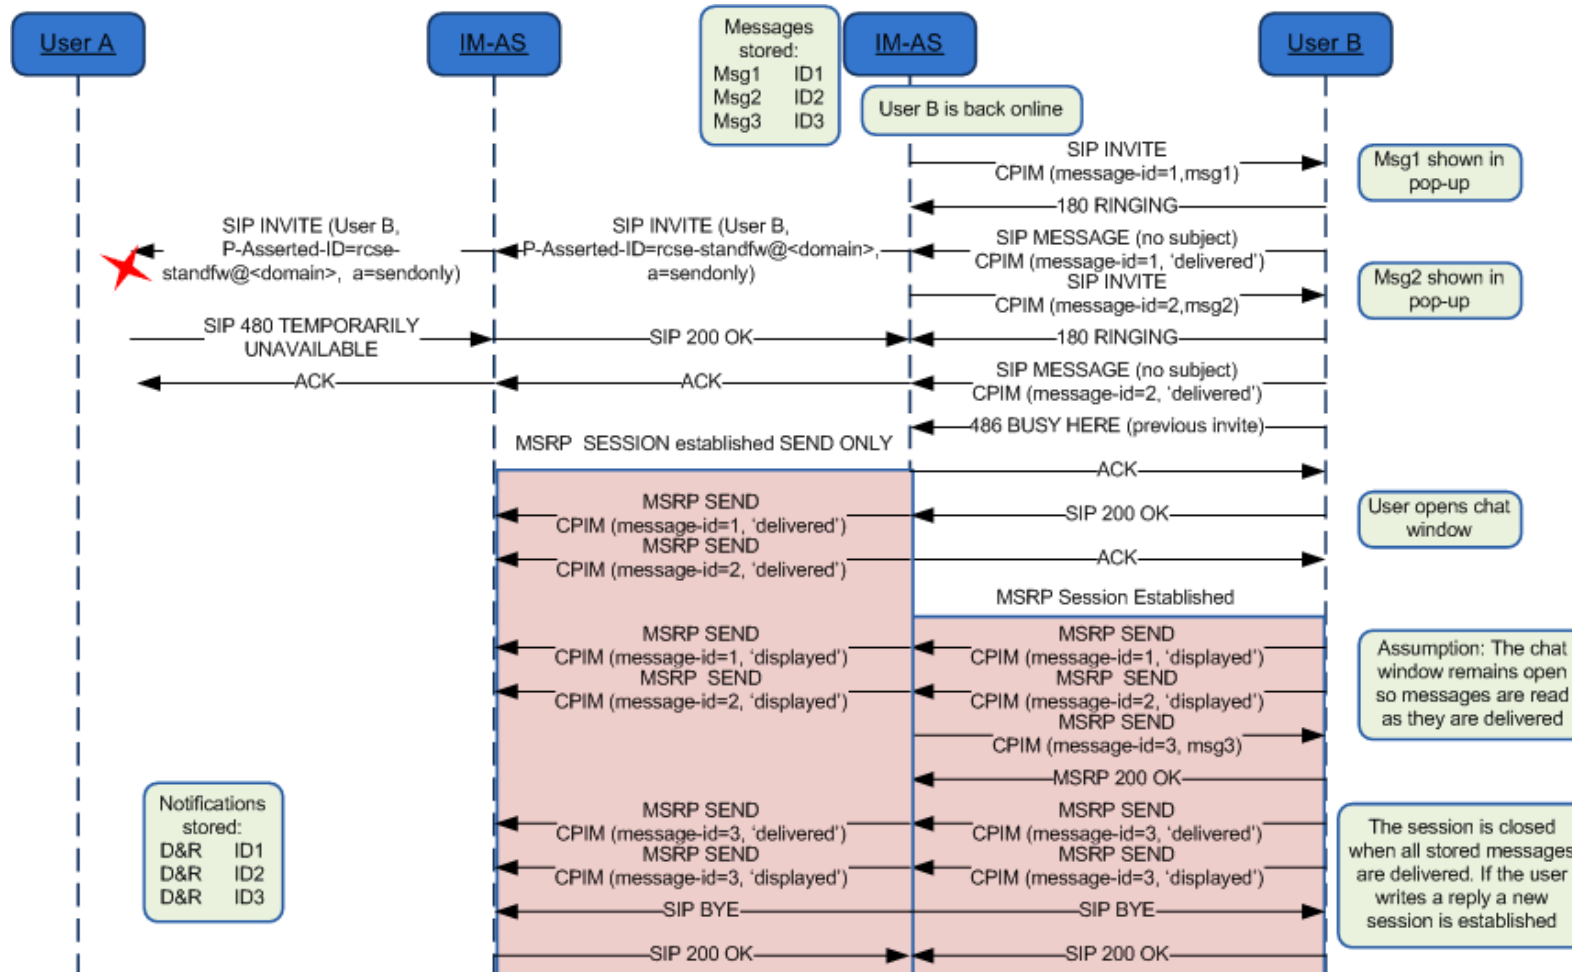 User A
IM-AS
Messages
stored:
Msg1 ID1
Msg2 ID2
Msg3 ID3
IM-AS
User B
User B is back online
SIP INVITE
CPIM (message-id=1,msg1)
Msg1 shown in
pop-up
180 RINGING
SIP INVITE (User B,
P-Asserted-ID=rcse-
standfw@<domain>, a=sendonly)
SIP INVITE (User B,
P-Asserted-ID=rcse-standfw@<domain>,
a=sendonly)
SIP MESSAGE (no subject)
CPIM (message-id=1, ‘delivered’)
SIP INVITE
CPIM (message-id=2,msg2)
Msg2 shown in
pop-up
SIP 480 TEMPORARILY
UNAVAILABLE
SIP 200 OK
180 RINGING
ACK
ACK
SIP MESSAGE (no subject)
CPIM (message-id=2, ‘delivered’)
486 BUSY HERE (previous invite)
MSRP SESSION established SEND ONLY
ACK
MSRP SEND
CPIM (message-id=1, ‘delivered’)
SIP 200 OK
User opens chat
window
MSRP SEND
CPIM (message-id=2, ‘delivered’)
ACK
MSRP Session Established
MSRP SEND
CPIM (message-id=1, ‘displayed’)
MSRP SEND
CPIM (message-id=1, ‘displayed’)
Assumption: The chat
window remains open
so messages are read
as they are delivered
MSRP SEND
CPIM (message-id=2, ‘displayed’)
MSRP SEND
CPIM (message-id=2, ‘displayed’)
MSRP SEND
CPIM (message-id=3, msg3)
MSRP 200 OK
Notifications
stored:
D&R ID1
D&R ID2
D&R ID3
MSRP SEND
CPIM (message-id=3, ‘delivered’)
MSRP SEND
CPIM (message-id=3, ‘delivered’)
MSRP SEND
CPIM (message-id=3, ‘displayed’)
MSRP SEND
CPIM (message-id=3, ‘displayed’)
The session is closed
when all stored messages
are delivered. If the user
writes a reply a new
session is established
SIP BYE
SIP BYE
SIP 200 OK
SIP 200 OK